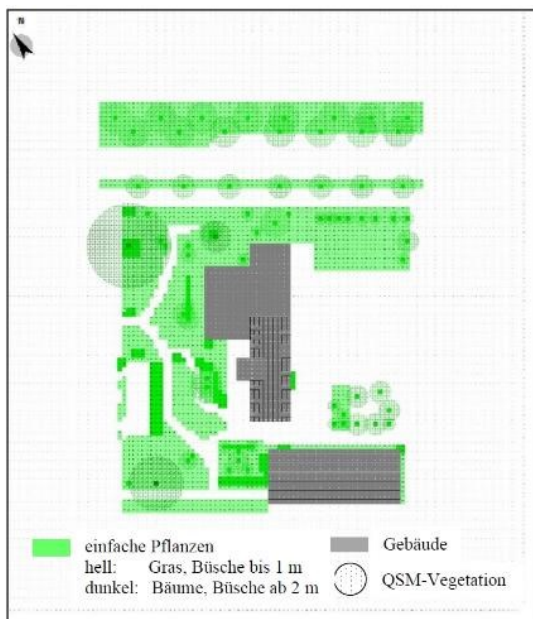 N
einfache Pflanzen
hell: Gras, Büsche bis 1 m
dunkel: Bäume, Büsche ab 2 m
Gebäude
QSM-Vegetation